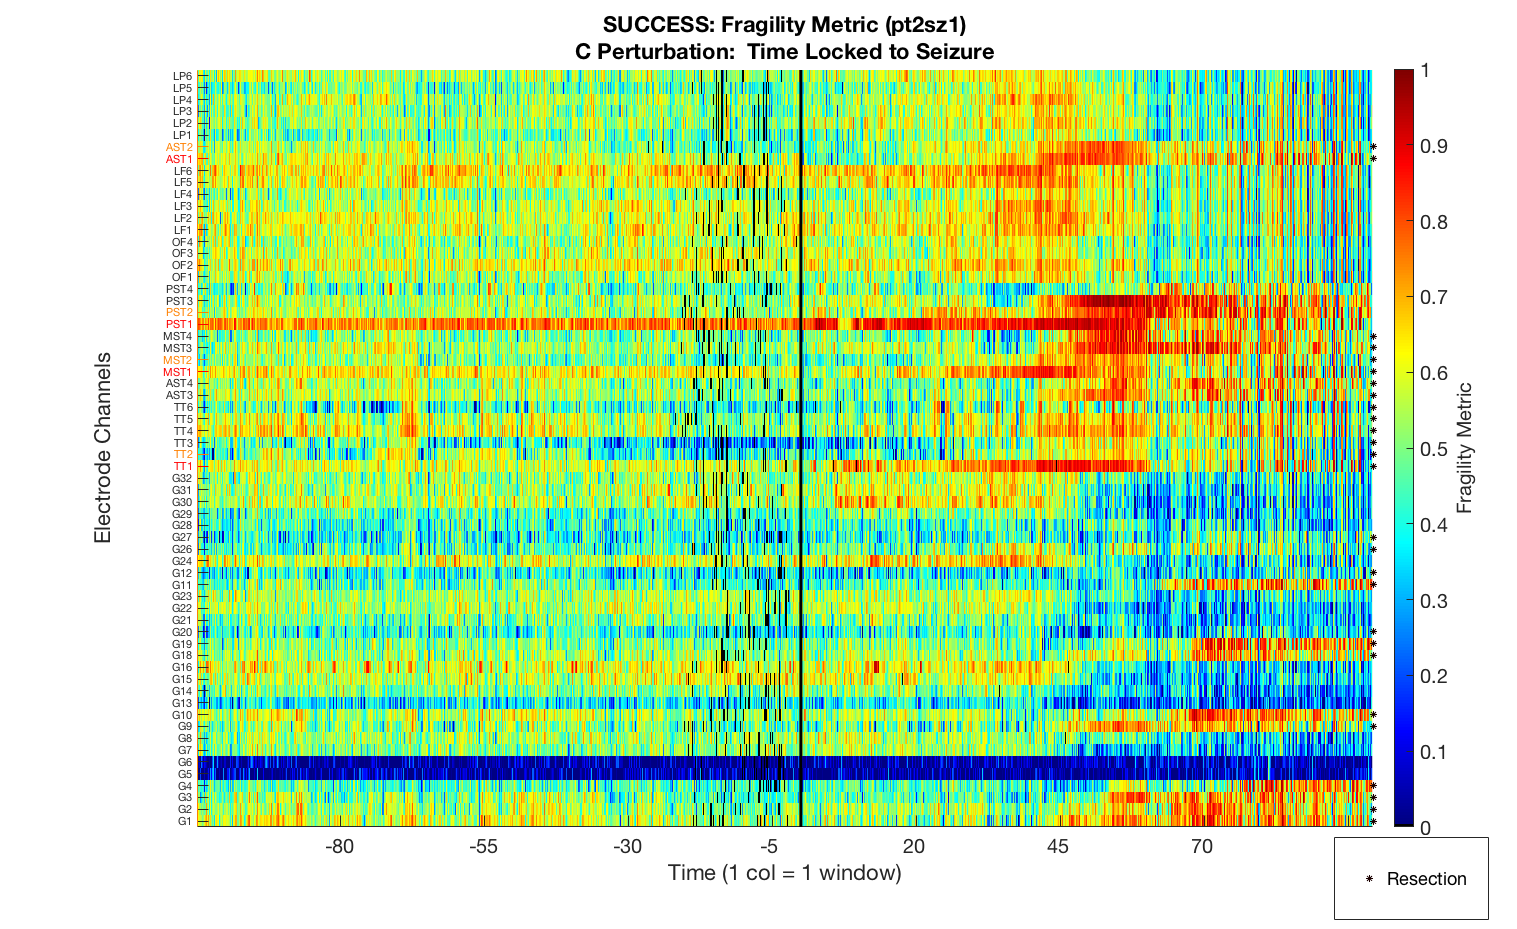 SUCCESS: Fragility Metric (pt2sz1)
C Perturbation:  Time Locked to Seizure
LP6
LP5
LP4
LP3
LP2
LP1
AST2
AST1
LF6
LF5
LF4
LF3
LF2
LF1
OF4
OF3
OF2
OF1
PST4
PST3
PST2
PST1
MST4
MST3
MST2
MST1
AST4
AST3
TT6
TT5
TT4
TT3
TT2
TT1
G32
G31
G30
G29
G28
G27
G26
G24
G12
G11
G23
G22
G21
G20
G19
G18
G16
G15
G14
G13
G10
G9
G8
G7
G6
G5
G4
G3
G2
G1
Electrode Channels
-80 -55 -30 -5 20 45 70
Time (1 col = 1 window)
1
0.9
0.8
0.7
0.6
0.5
0.4
0.3
0.2
0.1
0
Fragility Metric
* Resection